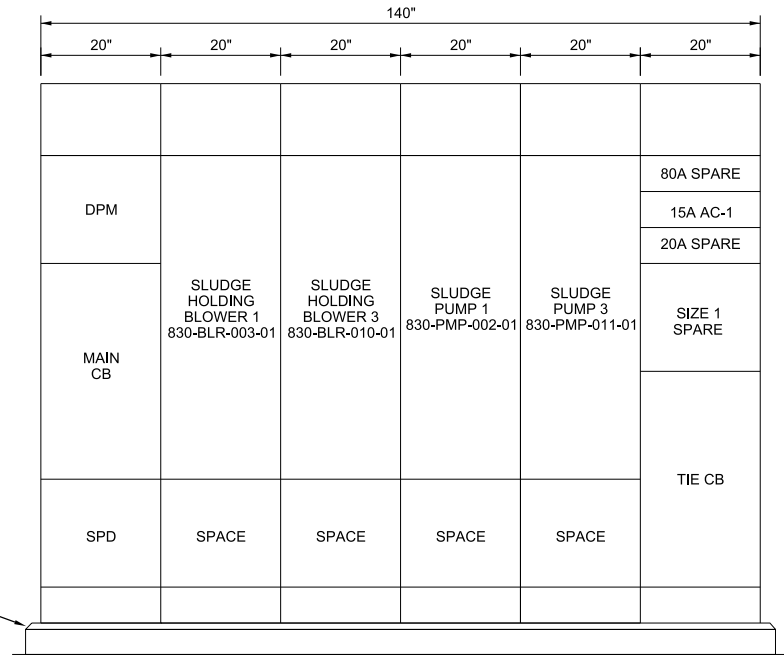 140"
20" 20" 20" 20" 20" 20"
DPM
MAIN
CB
SPD
SLUDGE
HOLDING
BLOWER 1
830-BLR-003-01
SPACE
SLUDGE
HOLDING
BLOWER 3
830-BLR-010-01
SPACE
SLUDGE
PUMP 1
830-PMP-002-01
SPACE
SLUDGE
PUMP 3
830-PMP-011-01
SPACE
80A SPARE
15A AC-1
20A SPARE
SIZE 1
SPARE
TIE CB